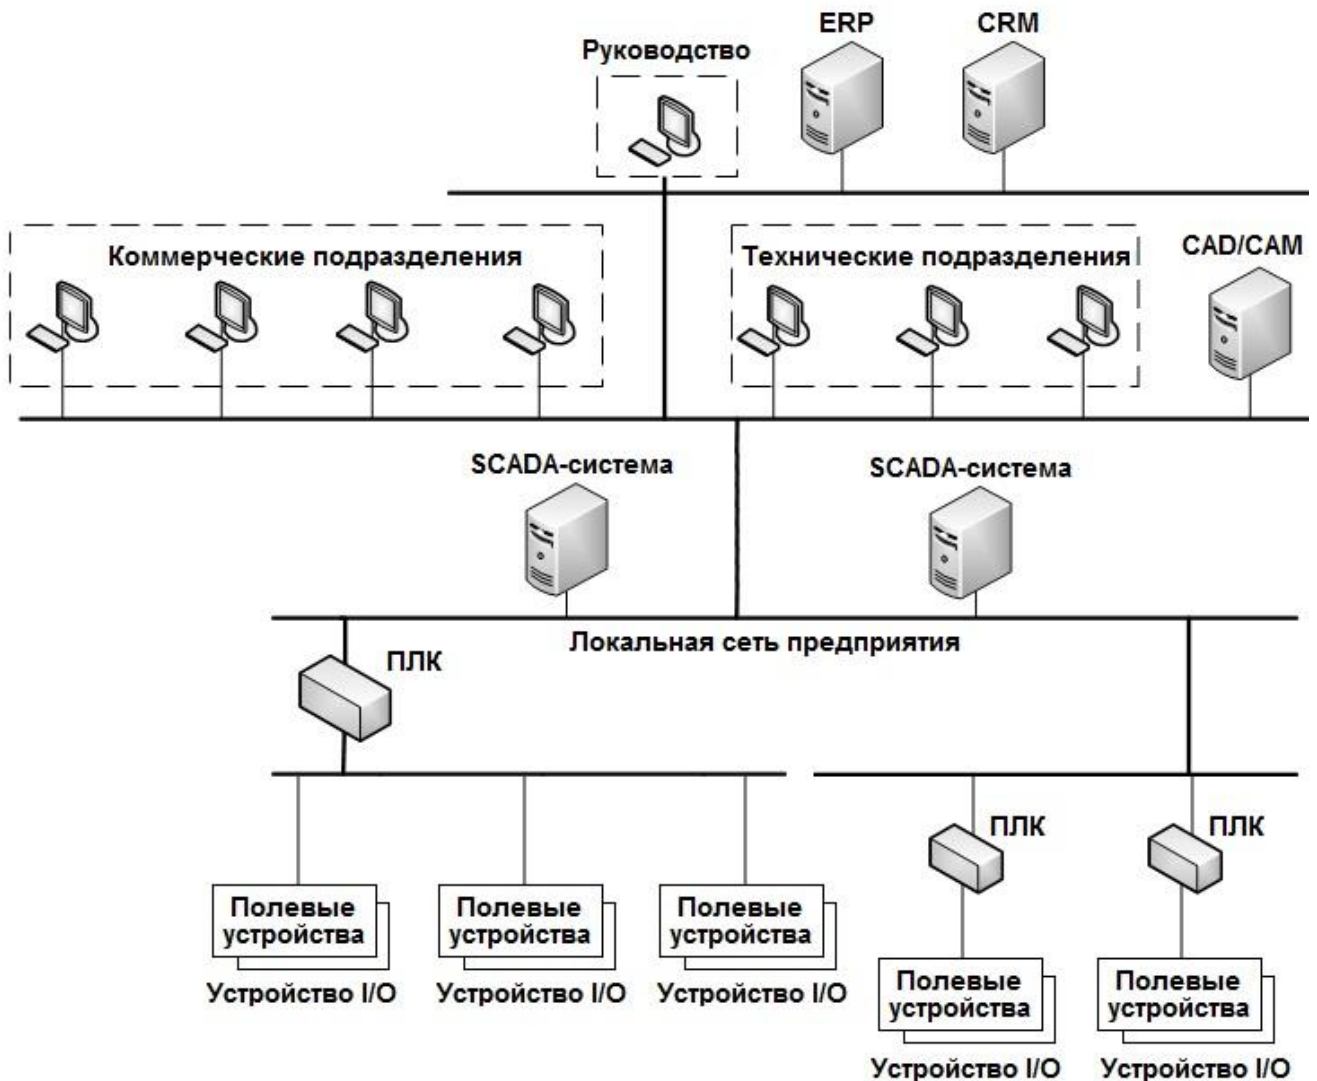 ERP
CRM
Руководство
Коммерческие подразделения
Технические подразделения
CAD/CAM
SCADA-система
SCADA-система
Локальная сеть предприятия
ПЛК
ПЛК
ПЛК
Полевые
устройства
Устройство I/O
Полевые
устройства
Устройство I/O
Полевые
устройства
Устройство I/O
Полевые
устройства
Устройство I/O
Полевые
устройства
Устройство I/O